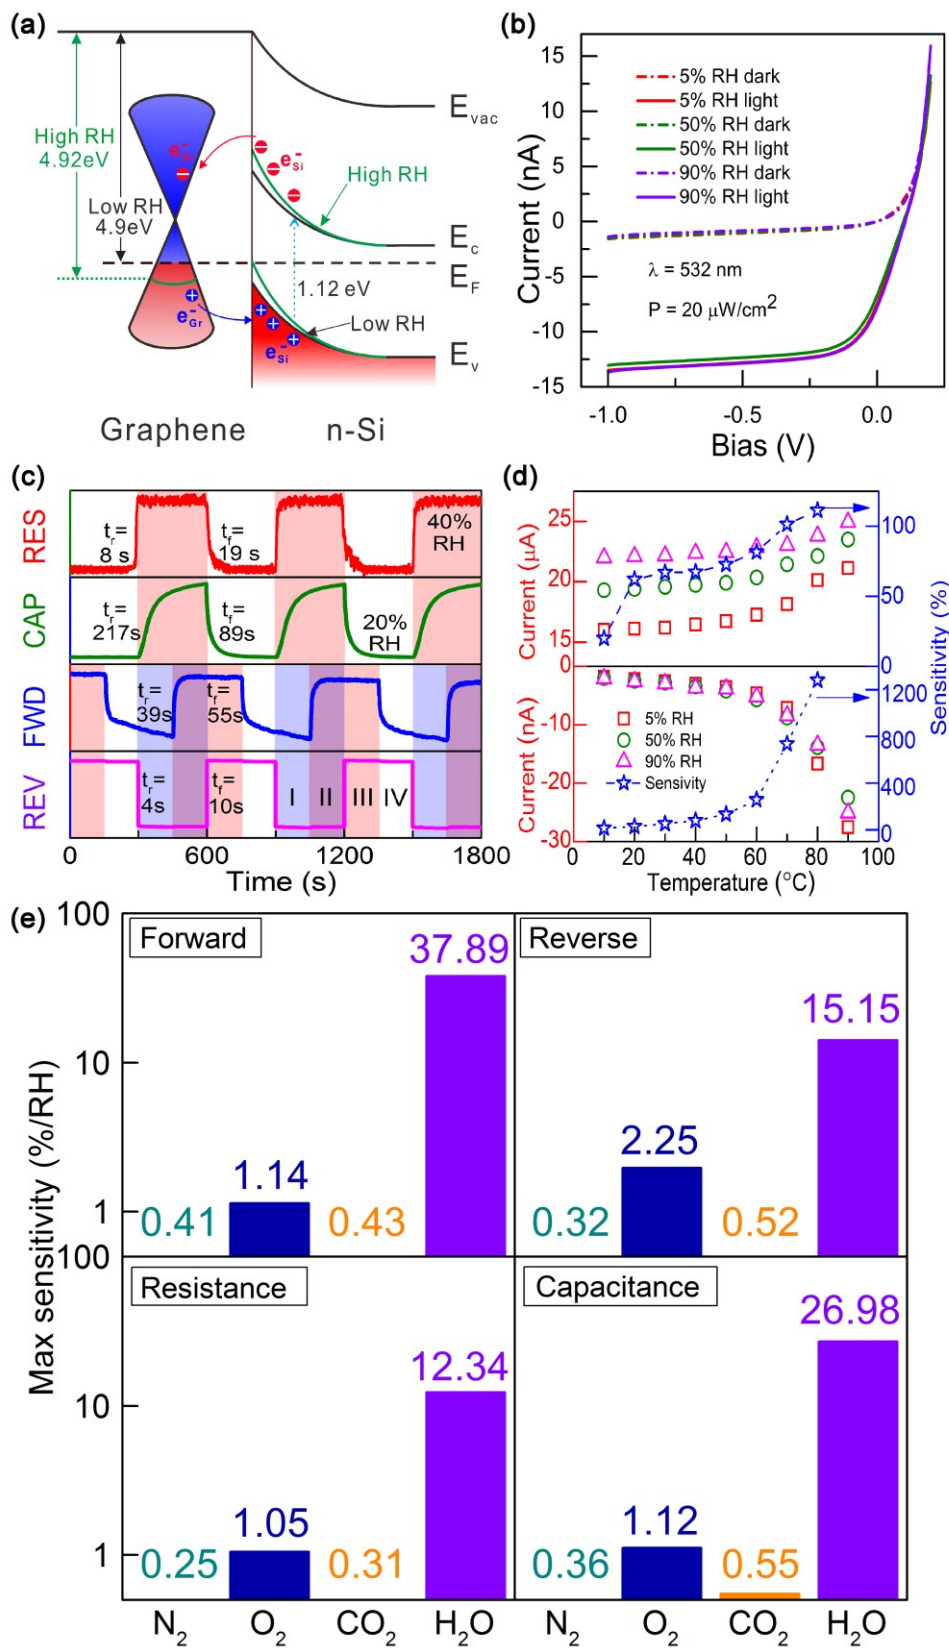 (a)
E_vac
High RH
4.92eV
e⁻_Gr
e⁻_Si
High RH
Low RH
4.9eV
E_c
E_F
1.12 eV
e⁻_Gr
e⁻_Si
Low RH
E_v
Graphene
n-Si
(b)
Current (nA)
15
10
5
0
-5
-10
-15
5% RH dark
5% RH light
50% RH dark
50% RH light
90% RH dark
90% RH light
λ = 532 nm
P = 20 μW/cm²
-1.0
-0.5
0.0
Bias (V)
(c)
RES
t_r=
8 s
t_f=
19 s
40%
RH
CAP
t_r=
217s
t_f=
89s
20%
RH
FWD
t_r=
39s
t_f=
55s
REV
t_r=
4s
t_f=
10s
I
II
III
IV
0
600
1200
1800
Time (s)
(d)
Current (μA)
25
20
15
100
50
0
Current (nA)
0
-10
-20
-30
1200
800
400
0
Sensitivity (%)
5% RH
50% RH
90% RH
Sensitivity
0
20
40
60
80
100
Temperature (°C)
(e)
Max sensitivity (%/RH)
100
10
1
100
10
1
Forward
0.41
1.14
0.43
37.89
Reverse
0.32
2.25
0.52
15.15
Resistance
0.25
1.05
0.31
12.34
Capacitance
0.36
1.12
0.55
26.98
N₂
O₂
CO₂
H₂O
N₂
O₂
CO₂
H₂O